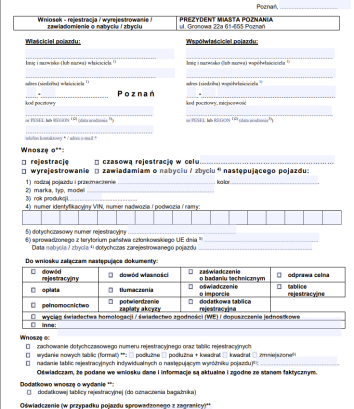 Poznań,
Wniosek - rejestracja / wyrejestrowanie / zawiadomienie o nabyciu / zbyciu
PREZYDENT MIASTA POZNANIA
ul. Gronowa 22a 61-655 Poznań
Właściciel pojazdu:
Współwłaściciel pojazdu:
Imię i nazwisko (lub nazwa) właściciela 1)
Imię i nazwisko (lub nazwa) współwłaściciela 1)
adres (siedziba) właściciela 1)
adres (siedziba) współwłaściciela 1)
- Poznań
-
kod pocztowy
kod pocztowy, miejscowość
nr PESEL lub REGON 1)2) (data urodzenia 3))
nr PESEL lub REGON 1)2) (data urodzenia 3))
telefon kontaktowy * / adres e-mail *
Wnoszę o**:
rejestrację
czasową rejestrację w celu
wyrejestrowanie
zawiadamiam o nabyciu / zbyciu 4) następującego pojazdu:
1) rodzaj pojazdu i przeznaczenie
kolor
2) marka, typ, model
3) rok produkcji
4) numer identyfikacyjny VIN, numer nadwozia / podwozia / ramy:
5) dotychczasowy numer rejestracyjny
6) sprowadzonego z terytorium państwa członkowskiego UE dnia 5)
Data nabycia / zbycia 4) dotychczas zarejestrowanego pojazdu
Do wniosku załączam następujące dokumenty:
dowód rejestracyjny
dowód własności
zaświadczenie o badaniu technicznym
odprawa celna
opłata
tłumaczenia
oświadczenie o imporcie
tablice rejestracyjne
pełnomocnictwo
potwierdzenie zapłaty akcyzy
dodatkowa tablica rejestracyjna
wyciąg świadectwa homologacji / świadectwo zgodności (WE) / dopuszczenie jednostkowe
inne:
Wnoszę o:
zachowanie dotychczasowego numeru rejestracyjnego oraz tablic rejestracyjnych
wydanie nowych tablic (format) **: podłużne podłużna + kwadrat kwadrat zmniejszone 6)
nadanie tablic rejestracyjnych indywidualnych o następującym wyróżniku pojazdu 6):
Oświadczam, że podane we wniosku dane i informacje są aktualne i zgodne ze stanem faktycznym.
Dodatkowo wnoszę o wydanie **:
dodatkowej tablicy rejestracyjnej (do oznaczenia bagażnika)
Oświadczenie (w przypadku pojazdu sprowadzonego z zagranicy)**